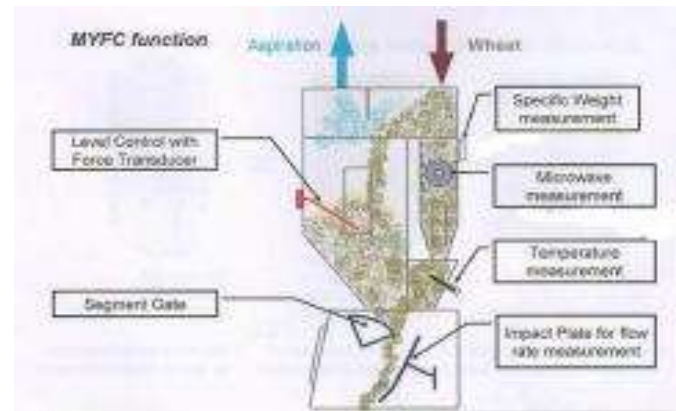 MYFC function
Aspiration
Wheat
Specific Weight
measurement
Level Control with
Force Transducer
Microwave
measurement
Temperature
measurement
Segment Gate
Impact Plate for flow
rate measurement